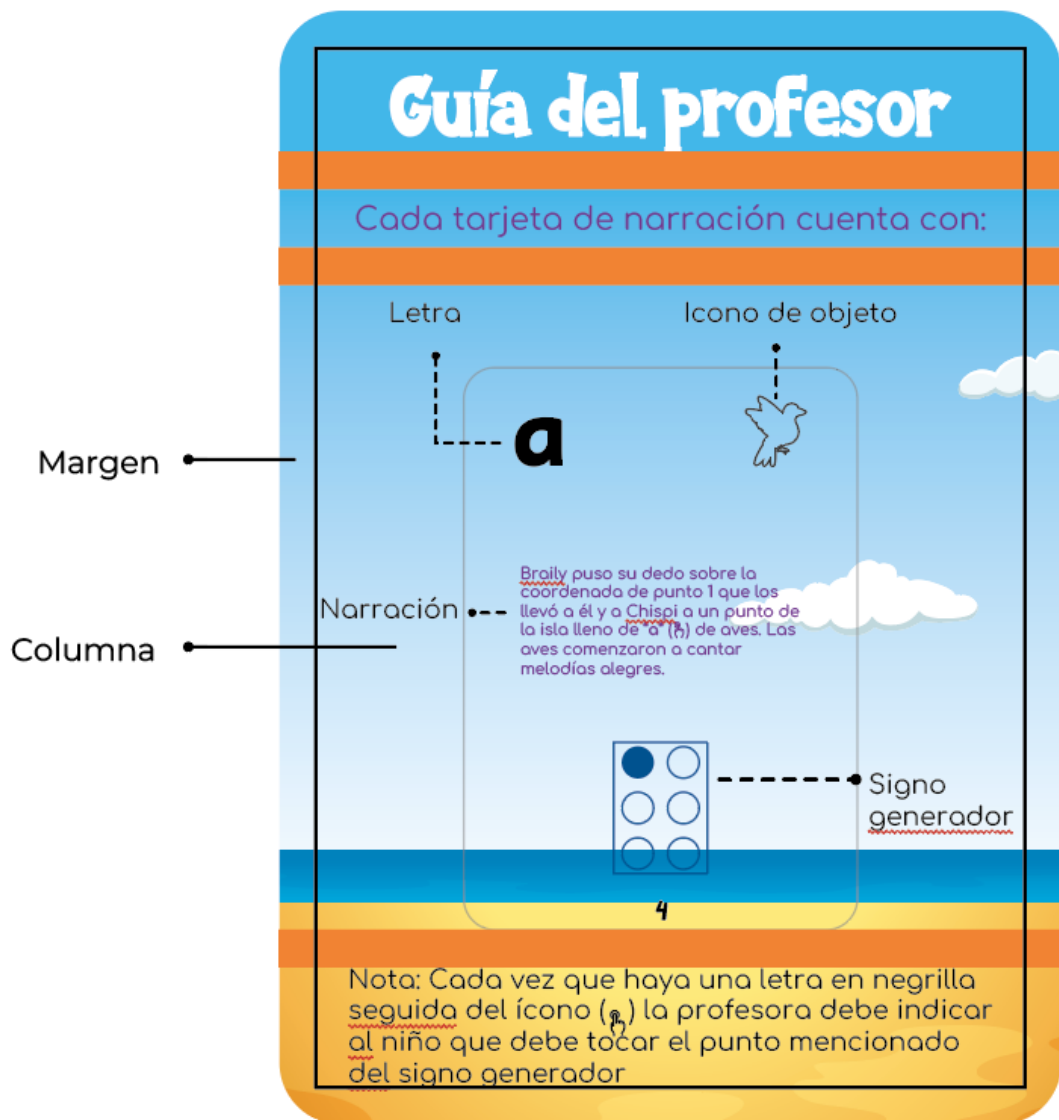 Guía del profesor
Cada tarjeta de narración cuenta con:
Letra
Icono de objeto
a
Margen
Braily puso su dedo sobre la
coordenada de punto 1 que los
llevó a él y a Chispi a un punto de
la isla lleno de "a" ( ) de aves. Las
aves comenzaron a cantar
melodías alegres.
Narración
Columna
Signo
generador
4
Nota: Cada vez que haya una letra en negrilla
seguida del ícono ( ) la profesora debe indicar
al niño que debe tocar el punto mencionado
del signo generador